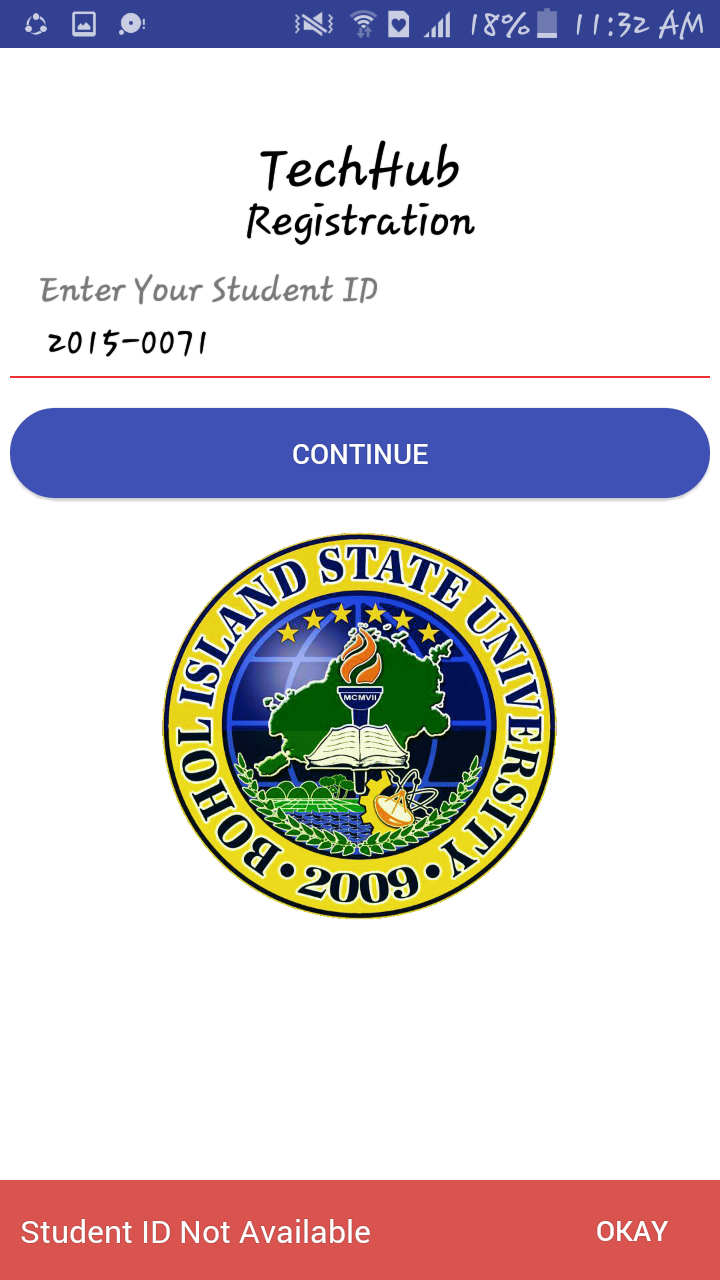 18% 11:32 AM
TechHub
Registration
Enter Your Student ID
2015-0071
CONTINUE
BOHOL ISLAND STATE UNIVERSITY
MCMVII
• 2009 •
Student ID Not Available OKAY